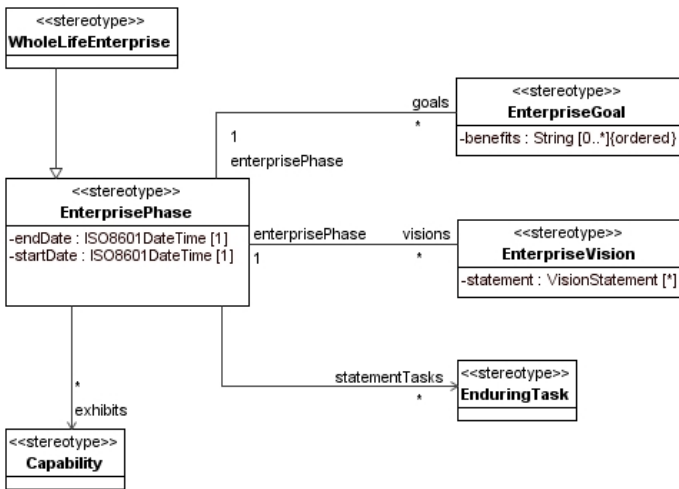 <<stereotype>>
WholeLifeEnterprise
goals
*
1
enterprisePhase
<<stereotype>>
EnterpriseGoal
-benefits : String [0..*]{ordered}
<<stereotype>>
EnterprisePhase
-endDate : ISO8601DateTime [1]
-startDate : ISO8601DateTime [1]
enterprisePhase
1
visions
*
<<stereotype>>
EnterpriseVision
-statement : VisionStatement [*]
statementTasks
*
<<stereotype>>
EnduringTask
*
exhibits
<<stereotype>>
Capability